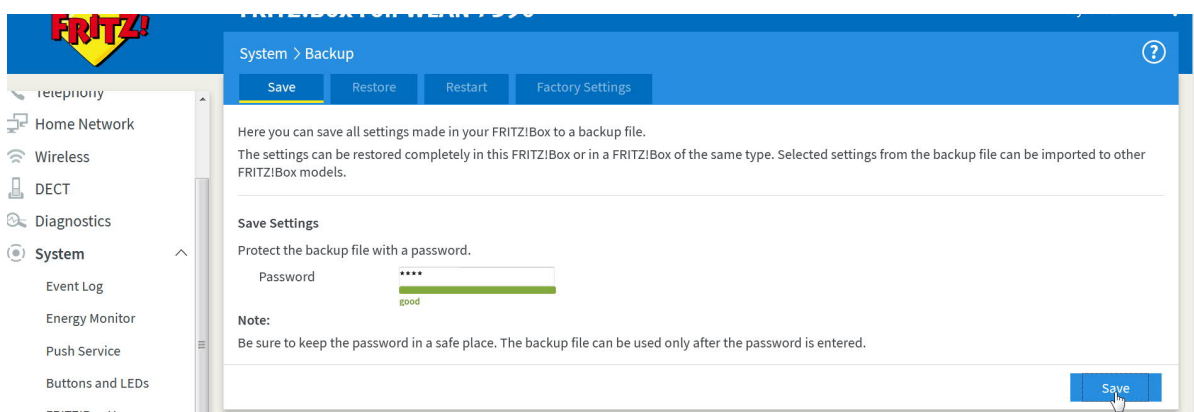 FRITZ!
System > Backup
?
Save
Restore
Restart
Factory Settings
Telephony
Home Network
Wireless
DECT
Diagnostics
System
Event Log
Energy Monitor
Push Service
Buttons and LEDs
Here you can save all settings made in your FRITZ!Box to a backup file.
The settings can be restored completely in this FRITZ!Box or in a FRITZ!Box of the same type. Selected settings from the backup file can be imported to other
FRITZ!Box models.
Save Settings
Protect the backup file with a password.
Password
****
good
Note:
Be sure to keep the password in a safe place. The backup file can be used only after the password is entered.
Save